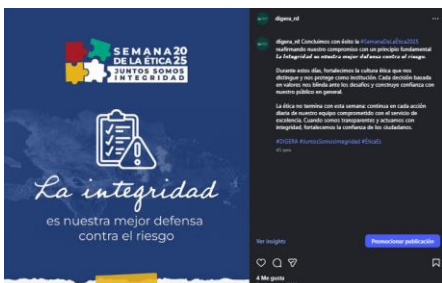 SEMANA 20
DE LA ÉTICA 25
JUNTOS SOMOS
INTEGRIDAD
La integridad
es nuestra mejor defensa
contra el riesgo
digera_rd
digera_rd Concluimos con éxito la #SemanaDeLaÉtica2025
reafirmando nuestro compromiso con un principio fundamental
La Integridad es nuestra mejor defensa contra el riesgo.
Durante estos días, fortalecimos la cultura ética que nos
distingue y nos protege como institución. Cada decisión basada
en valores nos blinda ante los desafíos y construye confianza con
nuestro público en general.
La ética no termina con esta semana: continua en cada acción
diaria de nuestro equipo comprometido con el servicio de
excelencia. Cuando somos transparentes y actuamos con
integridad, fortalecemos la confianza de los ciudadanos.
#DIGERA #JuntosSomosIntegridad #ÉticaEs
Ver insights
Promocionar publicación
4 Me gusta